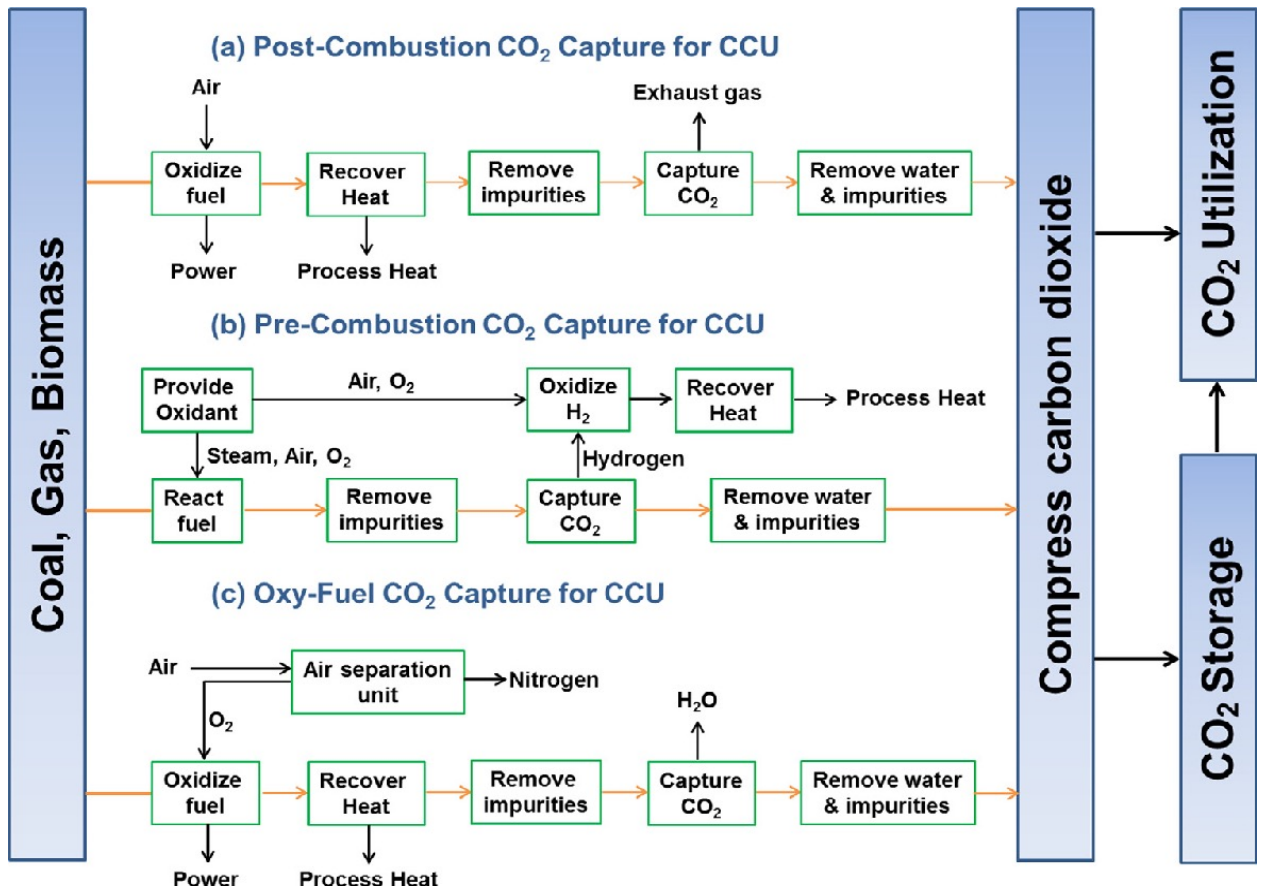 Coal, Gas, Biomass
(a) Post-Combustion CO₂ Capture for CCU
Air
Exhaust gas
Oxidize
fuel
Recover
Heat
Remove
impurities
Capture
CO₂
Remove water
& impurities
Power
Process Heat
(b) Pre-Combustion CO₂ Capture for CCU
Provide
Oxidant
Air, O₂
Oxidize
H₂
Recover
Heat
Process Heat
Steam, Air, O₂
Hydrogen
React
fuel
Remove
impurities
Capture
CO₂
Remove water
& impurities
(c) Oxy-Fuel CO₂ Capture for CCU
Air
Air separation
unit
Nitrogen
O₂
H₂O
Oxidize
fuel
Recover
Heat
Remove
impurities
Capture
CO₂
Remove water
& impurities
Power
Process Heat
Compress carbon dioxide
CO₂ Utilization
CO₂ Storage